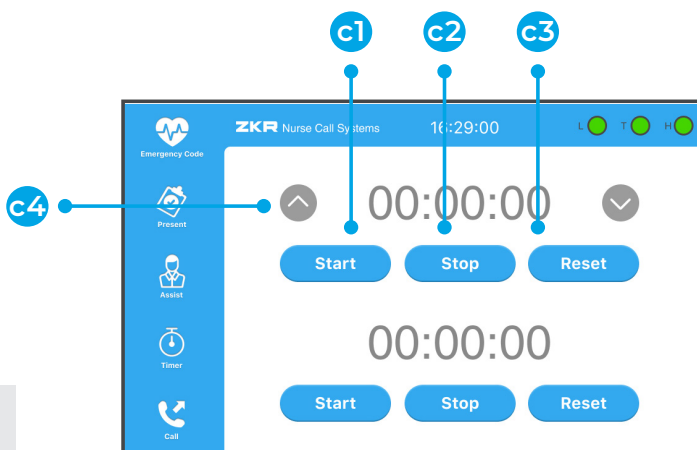 c1 c2 c3
ZKR Nurse Call Systems 16:29:00 L T H
Emergency Code
c4
00:00:00
Present
Start Stop Reset
Assist
00:00:00
Timer
Start Stop Reset
Call